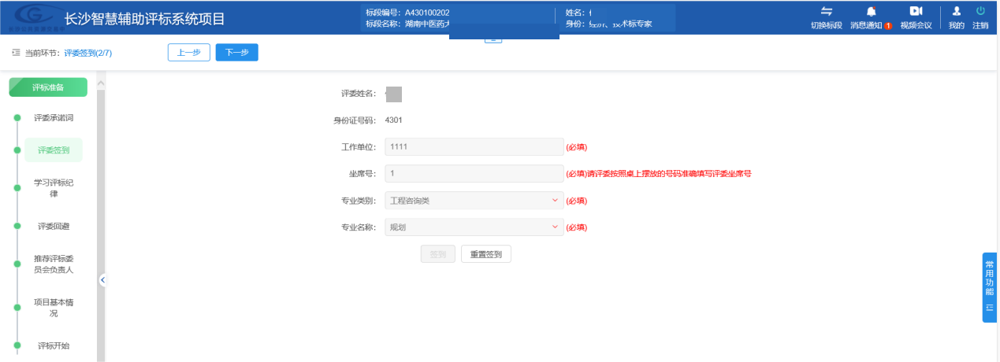 长沙智慧辅助评标系统项目
标段编号：A430100202
标段名称：湖南中医药大
姓名：
身份：经济、技术标专家
切换标段 消息通知 1 视频会议 我的 注销
当前环节：评委签到(2/7)
上一步 下一步
评标准备
评委承诺词
评委签到
学习评标纪
律
评委回避
推荐评标委
员会负责人
项目基本情
况
评标开始
评委姓名：
身份证号码： 4301
工作单位： 1111 (必填)
坐席号： 1 (必填)请评委按照桌上摆放的号码准确填写评委坐席号
专业类别： 工程咨询类 (必填)
专业名称： 规划 (必填)
签到 重置签到
常用功能